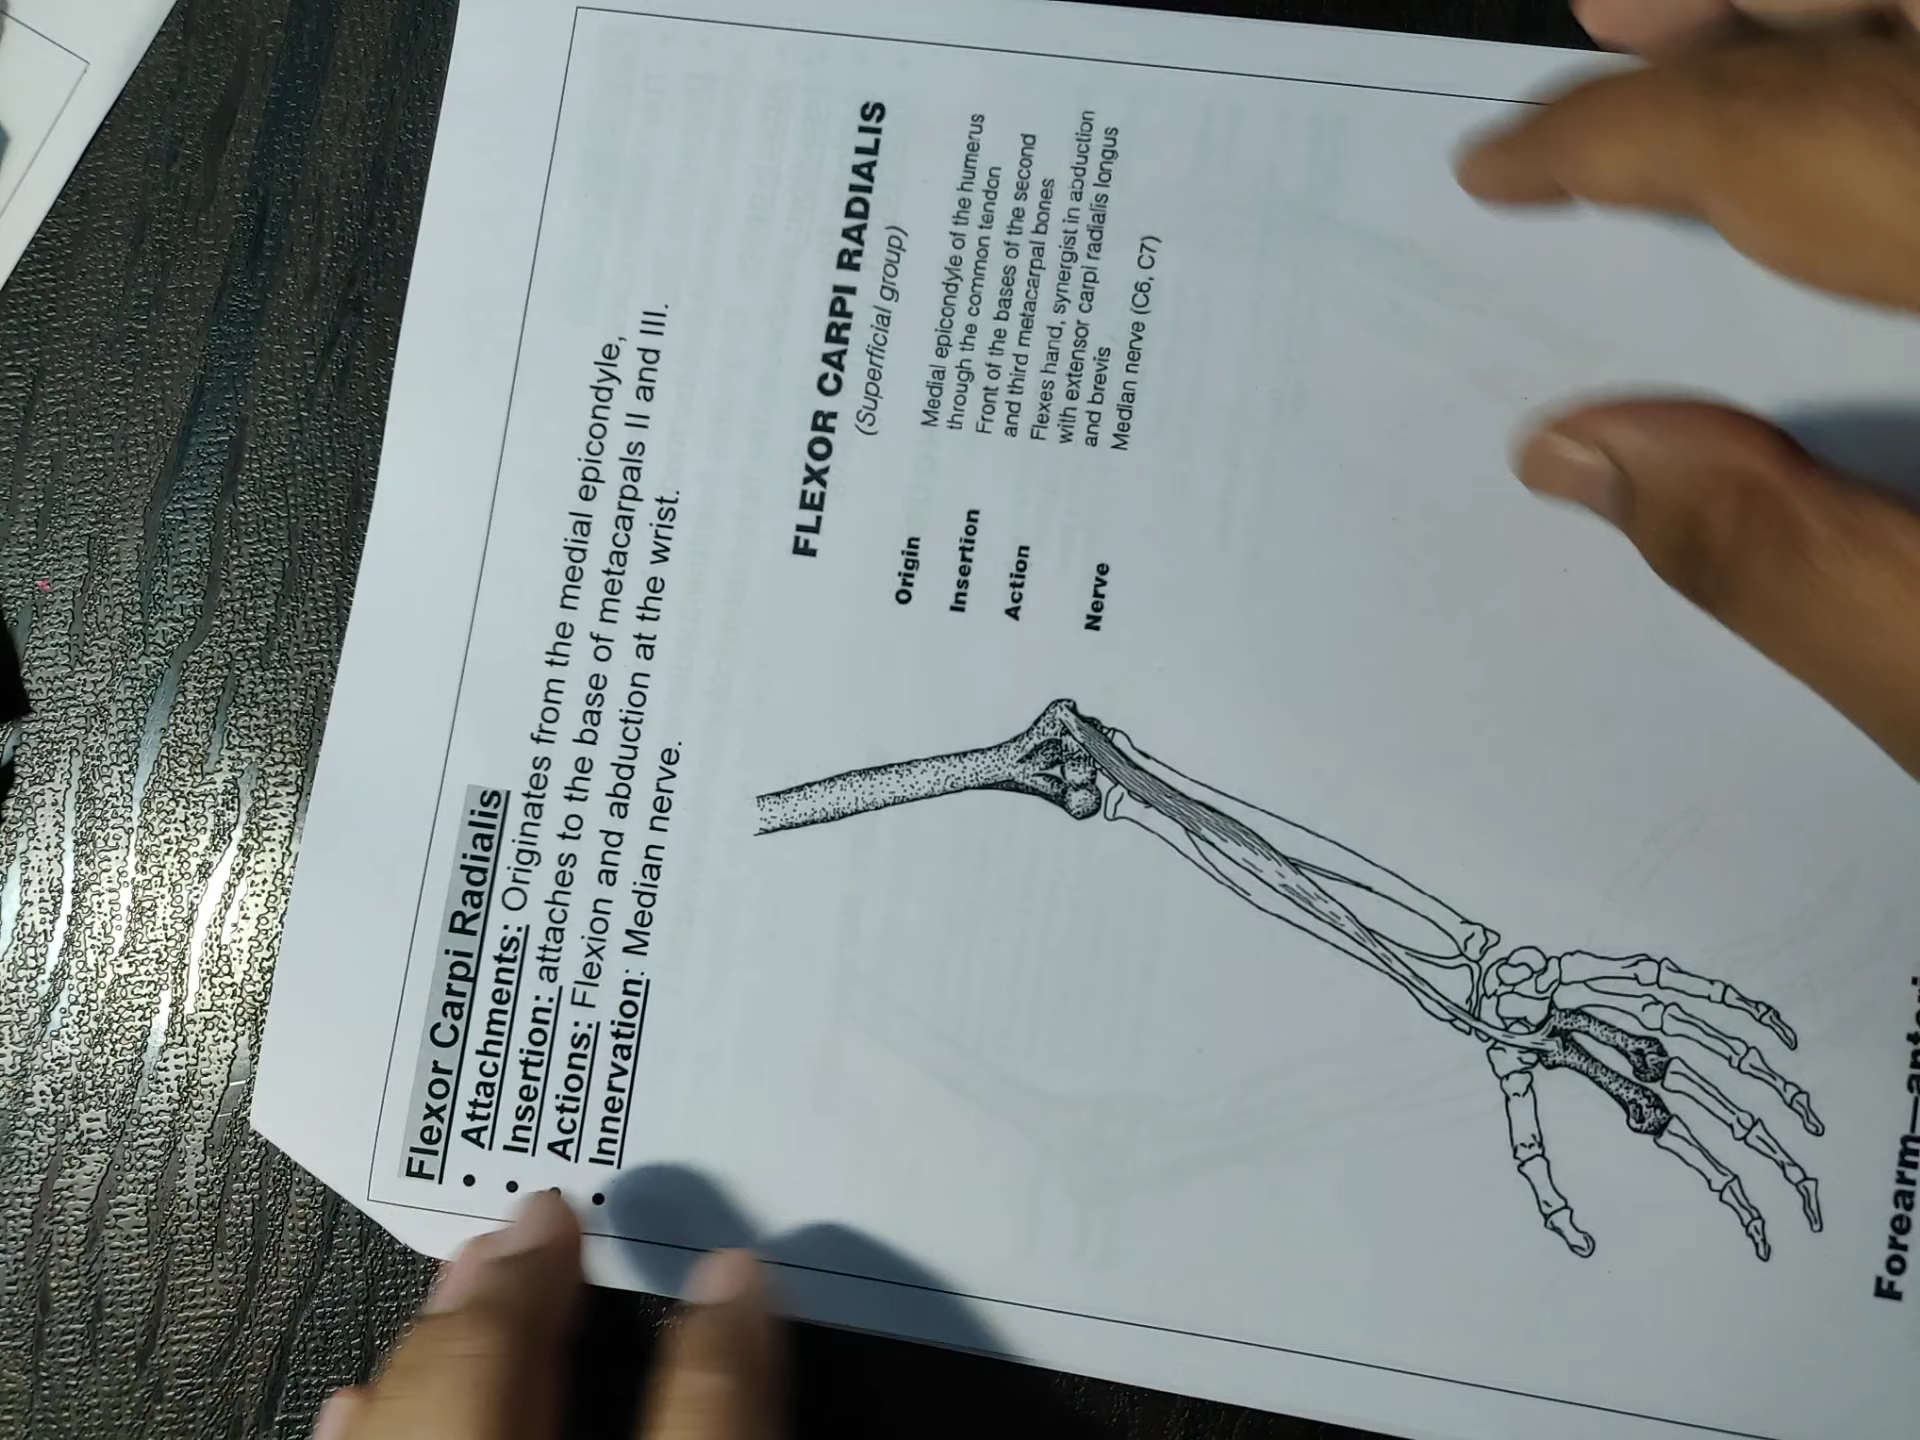 Flexor Carpi Radialis
• Attachments: Originates from the medial epicondyle,
• Insertion: attaches to the base of metacarpals II and III.
• Actions: Flexion and abduction at the wrist.
• Innervation: Median nerve.
FLEXOR CARPI RADIALIS
(Superficial group)
Origin Medial epicondyle of the humerus
through the common tendon
Insertion Front of the bases of the second
and third metacarpal bones
Action Flexes hand, synergist in abduction
with extensor carpi radialis longus
and brevis
Nerve Median nerve (C6, C7)
Forearm—